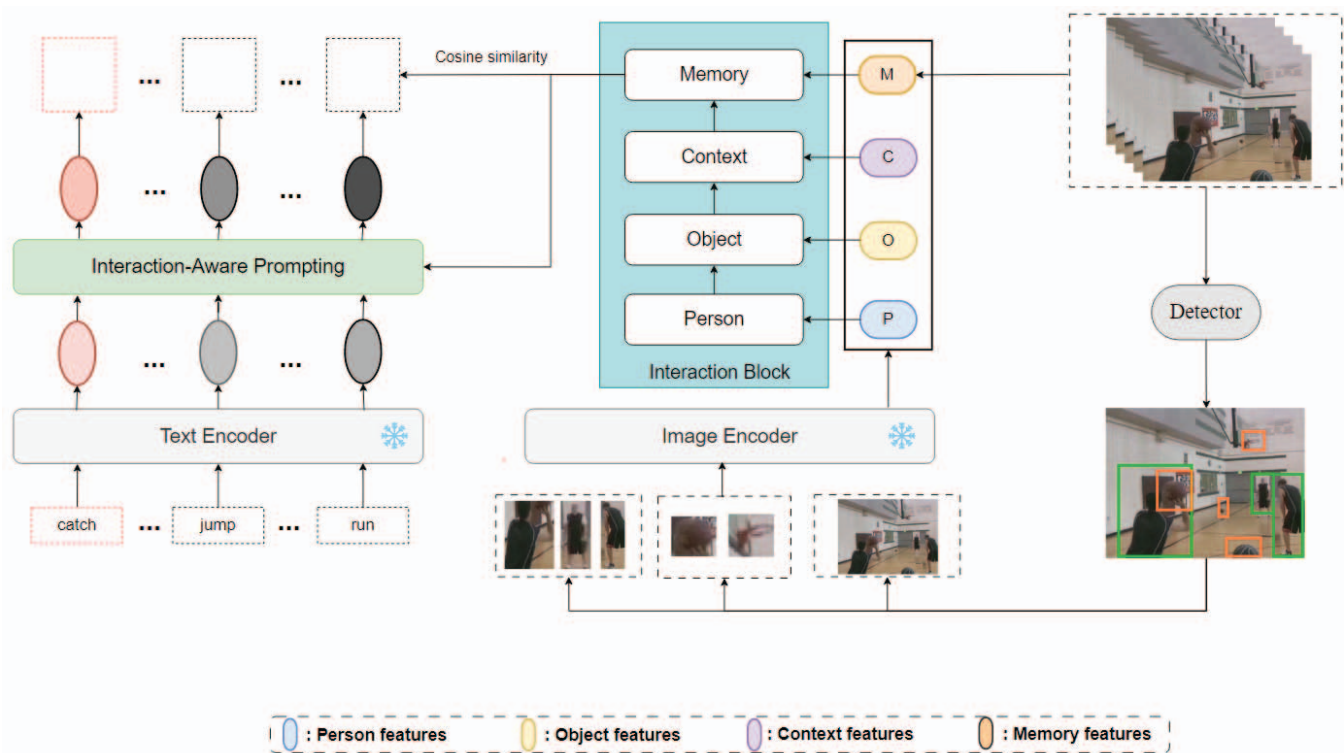 Cosine similarity
...
...
Memory
M
Context
C
...
...
Object
O
Interaction-Aware Prompting
Person
P
Detector
...
...
Interaction Block
Text Encoder
Image Encoder
catch
...
jump
...
run
: Person features
: Object features
: Context features
: Memory features